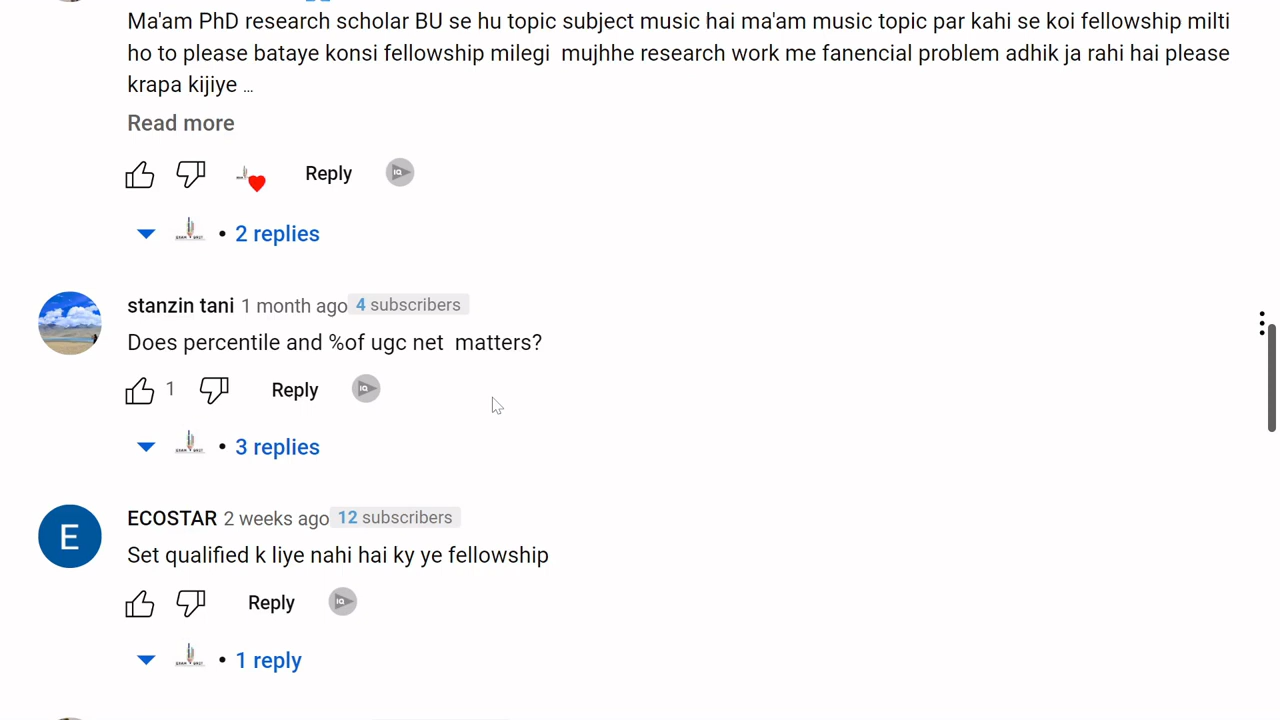 Ma'am PhD research scholar BU se hu topic subject music hai ma'am music topic par kahi se koi fellowship milti
ho to please bataye konsi fellowship milegi  mujhhe research work me fanencial problem adhik ja rahi hai please
krapa kijiye ...
Read more
Reply IQ
• 2 replies
stanzin tani 1 month ago 4 subscribers
Does percentile and %of ugc net  matters?
1 Reply IQ
• 3 replies
E
ECOSTAR 2 weeks ago 12 subscribers
Set qualified k liye nahi hai ky ye fellowship
Reply IQ
• 1 reply